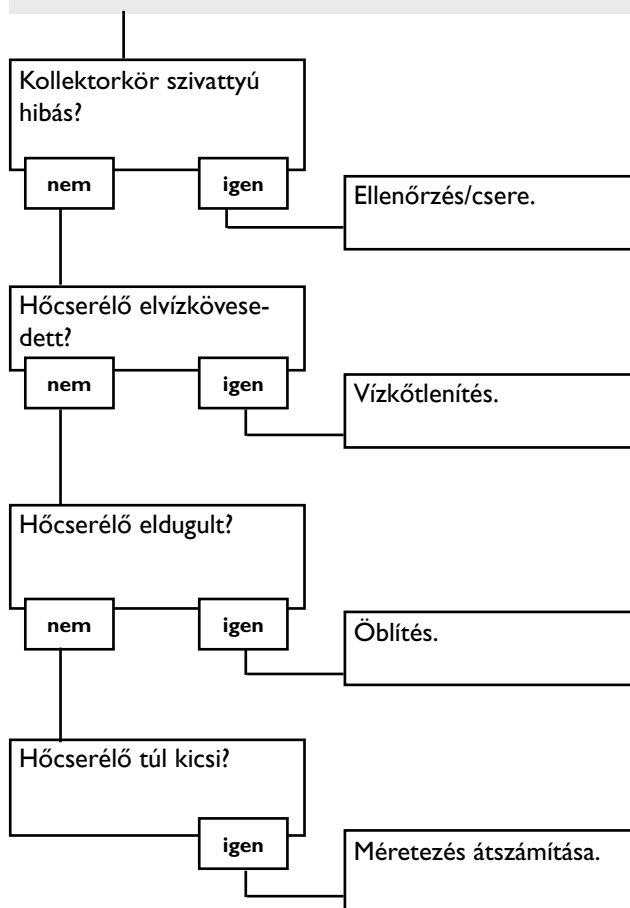 Kollektorkör szivattyú
hibás?
nem
igen
Ellenőrzés/csere.
Hőcserélő elvízkövese-
dett?
nem
igen
Vízkőtlenítés.
Hőcserélő eldugult?
nem
igen
Öblítés.
Hőcserélő túl kicsi?
igen
Méretezés átszámítása.